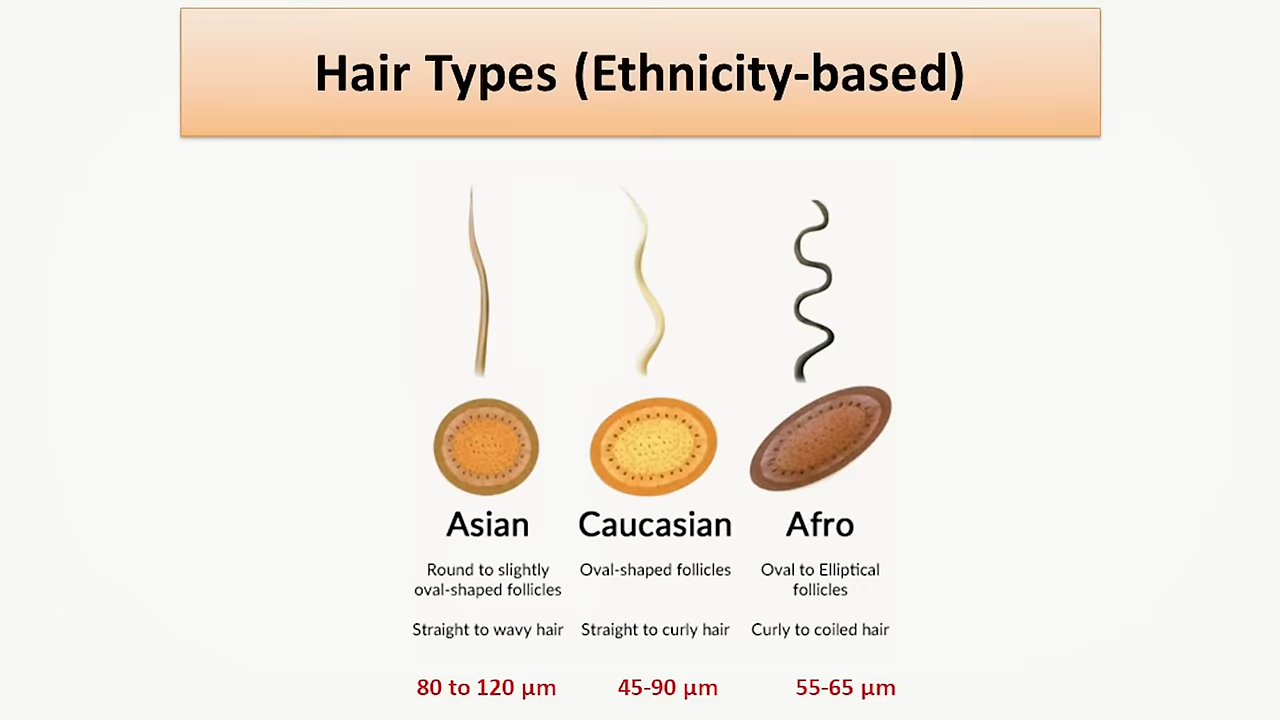 Hair Types (Ethnicity-based)
Asian
Round to slightly
oval-shaped follicles
Straight to wavy hair
80 to 120 μm
Caucasian
Oval-shaped follicles
Straight to curly hair
45-90 μm
Afro
Oval to Elliptical
follicles
Curly to coiled hair
55-65 μm